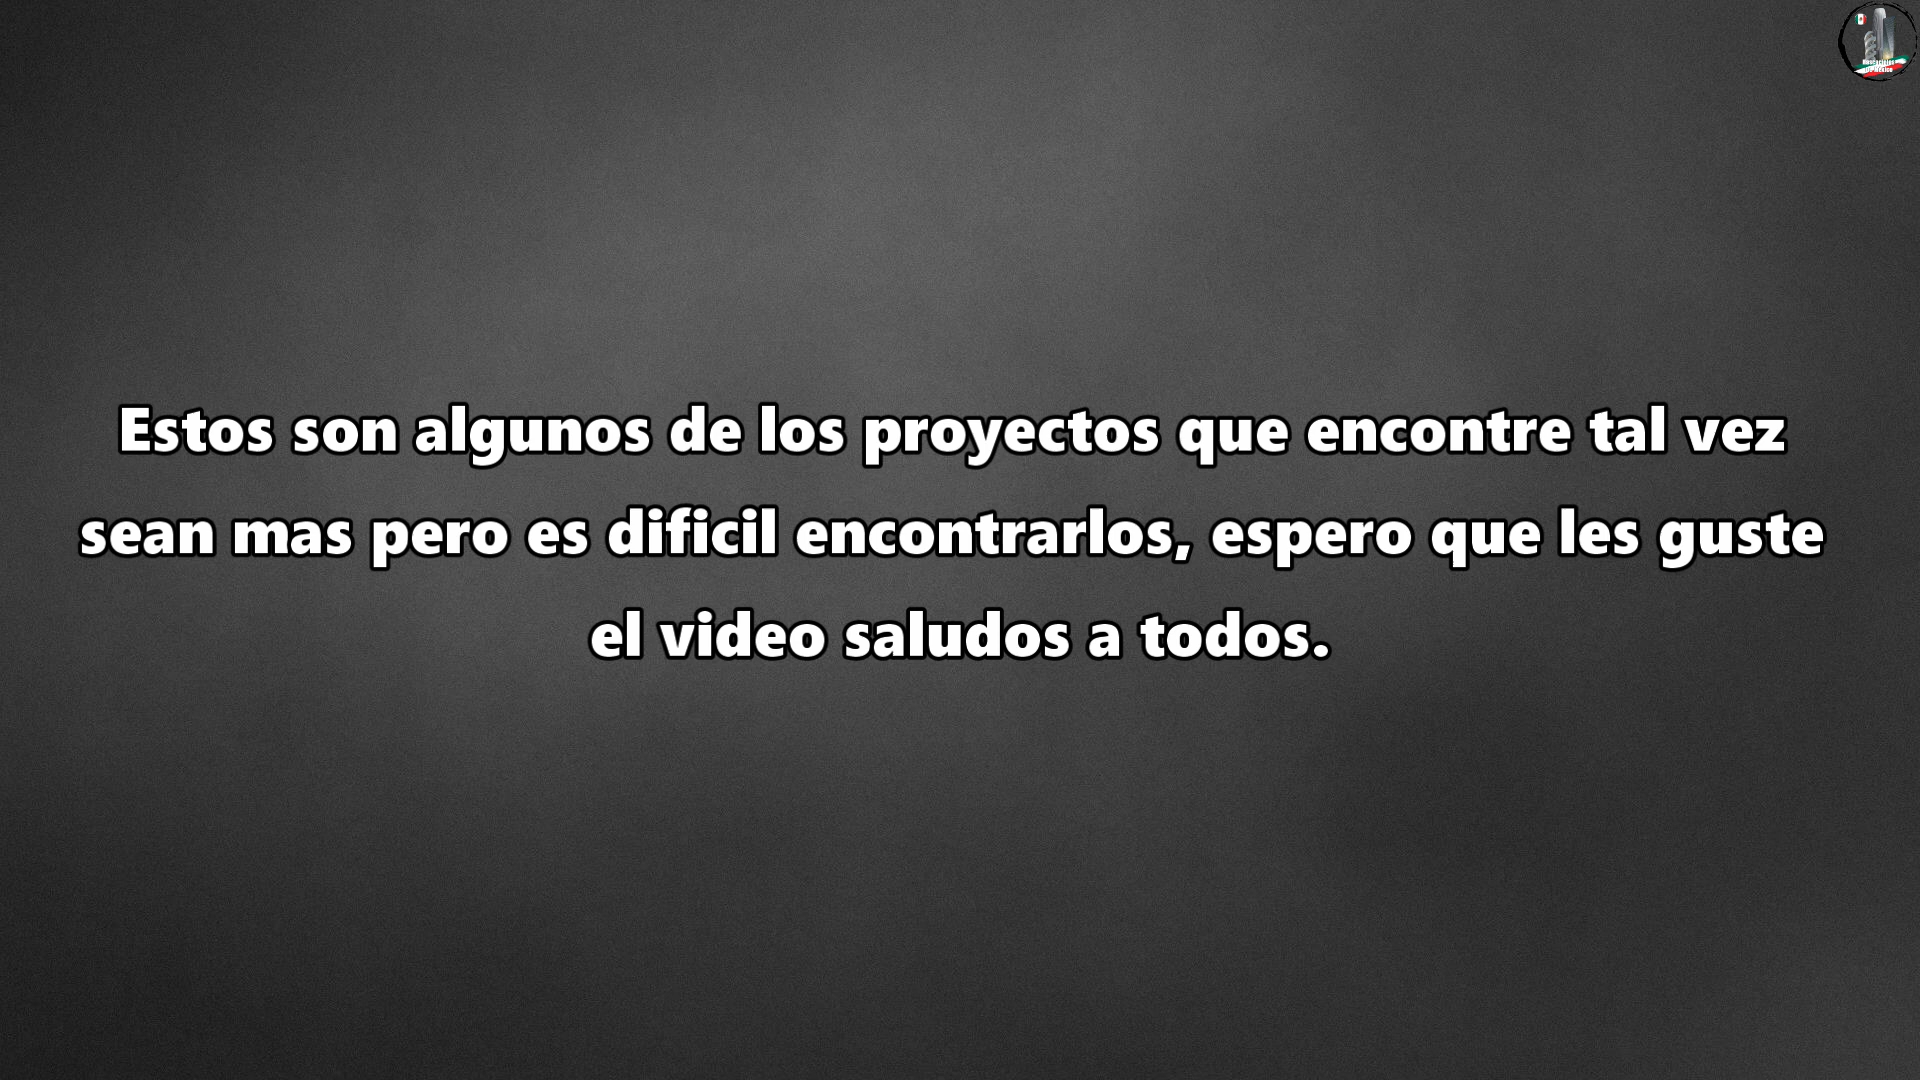 Estos son algunos de los proyectos que encontre tal vez
sean mas pero es dificil encontrarlos, espero que les guste
el video saludos a todos.